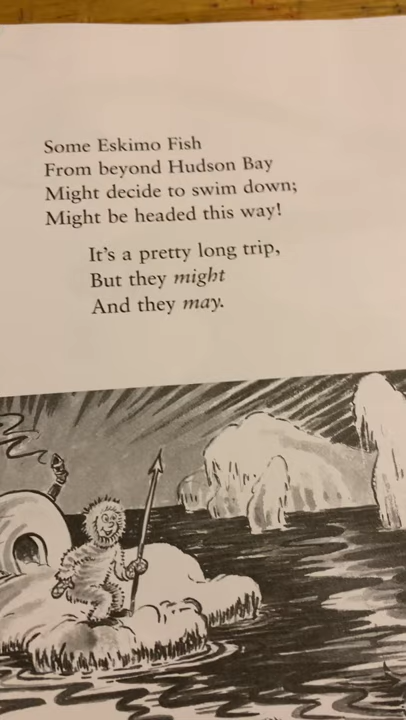 Some Eskimo Fish
From beyond Hudson Bay
Might decide to swim down;
Might be headed this way!
It's a pretty long trip,
But they might
And they may.